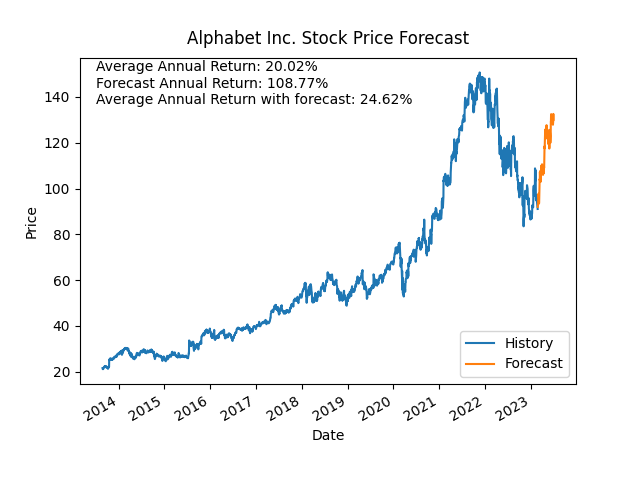 Alphabet Inc. Stock Price Forecast
Average Annual Return: 20.02%
Forecast Annual Return: 108.77%
Average Annual Return with forecast: 24.62%
140
120
100
80
60
40
20
Price
History
Forecast
2014
2015
2016
2017
2018
2019
2020
2021
2022
2023
Date